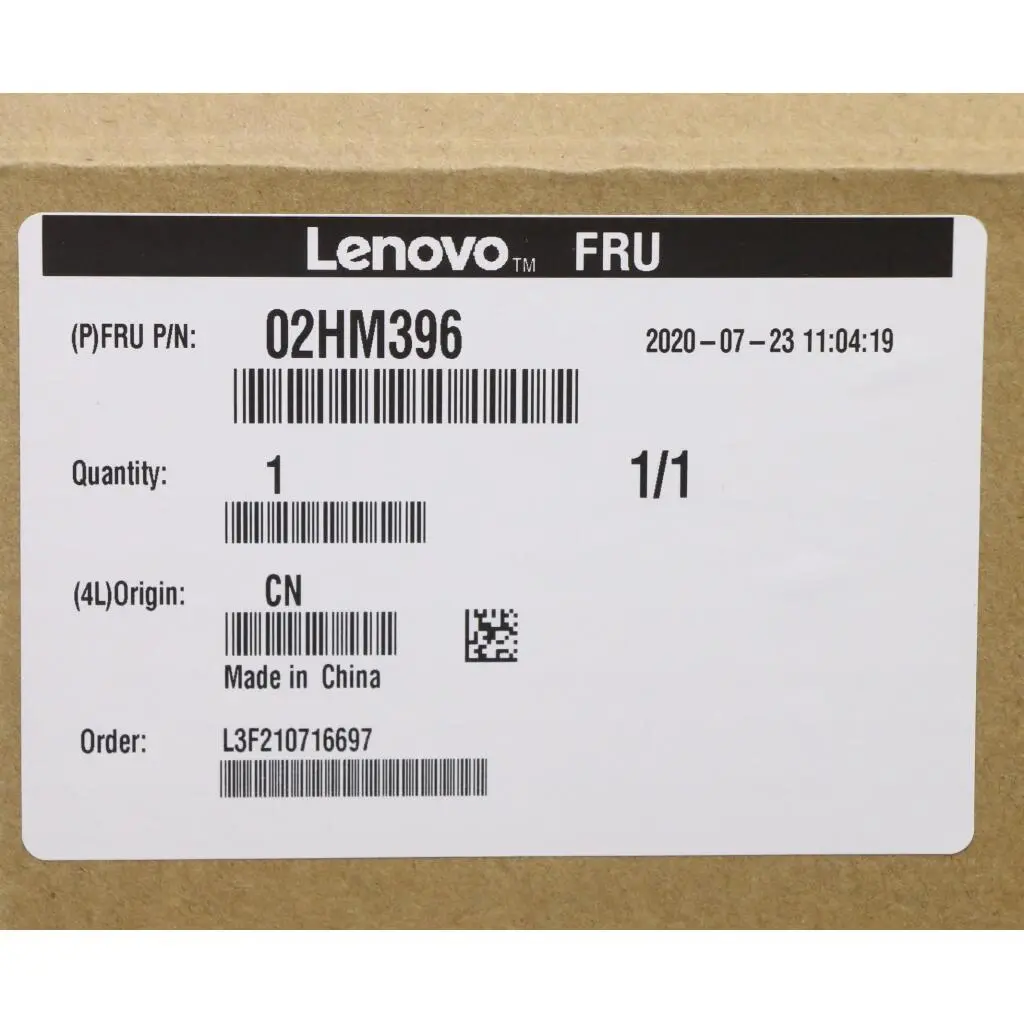 Lenovo™ FRU
(P)FRU P/N: 02HM396 2020-07-23 11:04:19
Quantity: 1 1/1
(4L)Origin: CN
Made in China
Order: L3F210716697